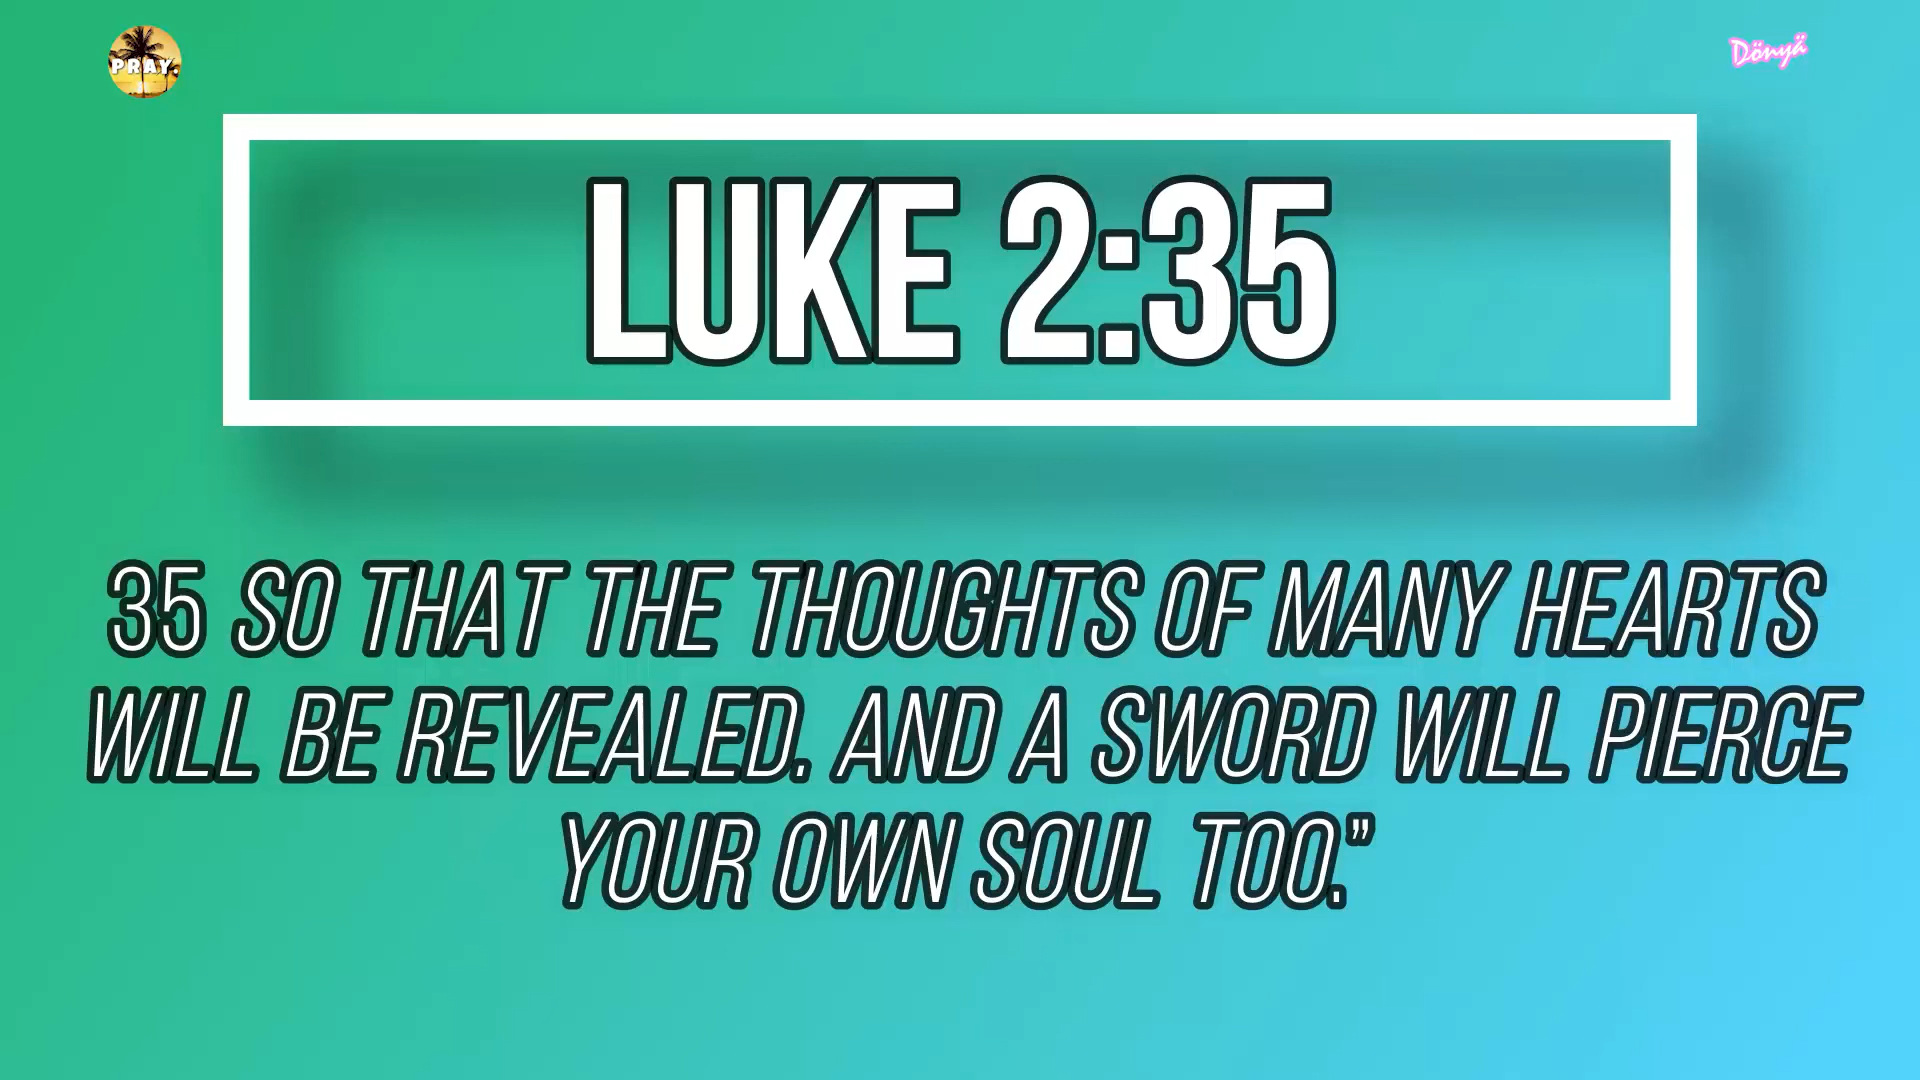 PRAY.
Dönyä
LUKE 2:35
35 SO THAT THE THOUGHTS OF MANY HEARTS
WILL BE REVEALED. AND A SWORD WILL PIERCE
YOUR OWN SOUL TOO.”